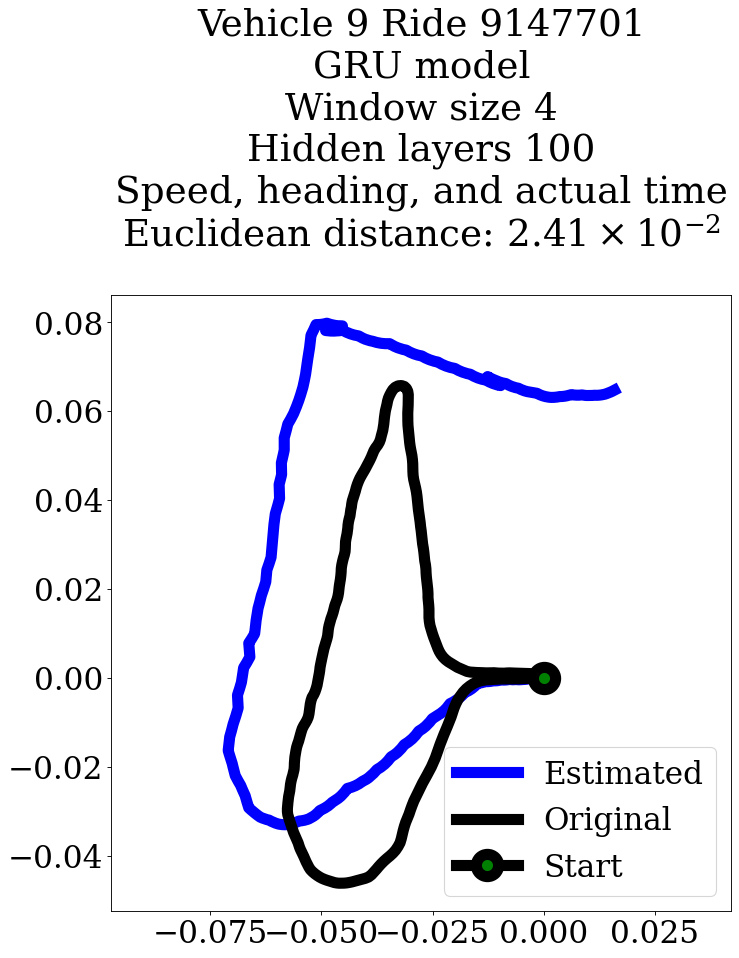 Vehicle 9 Ride 9147701
GRU model
Window size 4
Hidden layers 100
Speed, heading, and actual time
Euclidean distance: 2.41 × 10⁻²
0.08
0.06
0.04
0.02
0.00
−0.02
−0.04
Estimated
Original
Start
−0.075 −0.050 −0.025 0.000 0.025